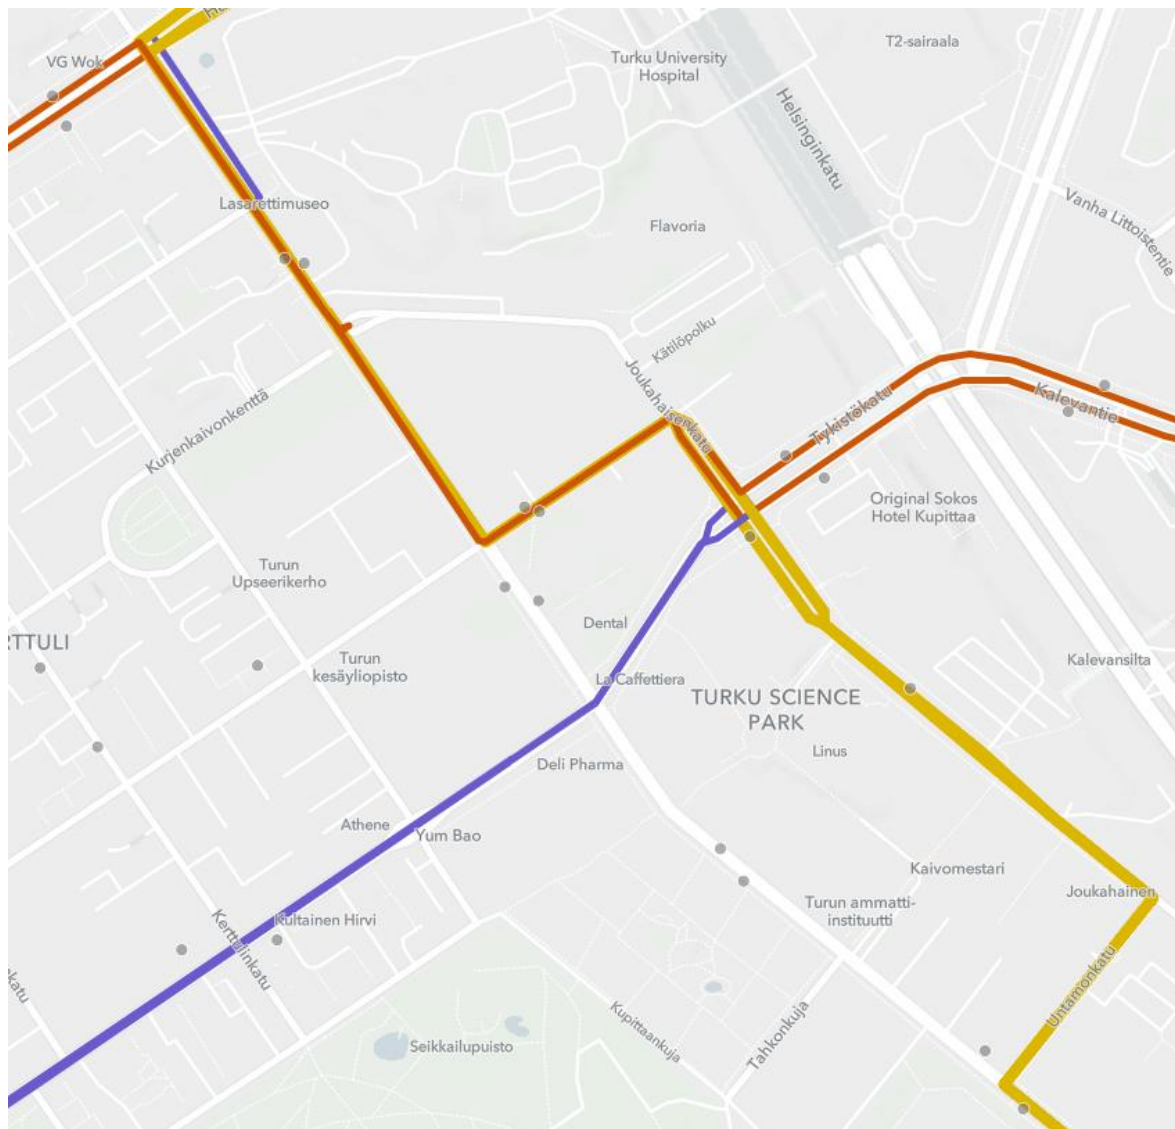 T2-sairaala
VG Wok
Turku University
Hospital
Helsinginkatu
Vanha Littoistentie
Lasarettimuseo
Flavoria
Kätilöpolku
Joukahaisenkatu
Kurjenkaivonkenttä
Tykistökatu
Kalevantie
Original Sokos
Hotel Kupittaa
Turun
Upseerikerho
Dental
RTTULI
Turun
kesäyliopisto
La Caffettiera
Kalevansilta
TURKU SCIENCE
PARK
Linus
Deli Pharma
Athene
Yum Bao
Kaivomestari
Joukahainen
Turun ammatti-
instituutti
Kultainen Hirvi
Kerttulinkatu
katu
Untamonkatu
Kupittaankuja
Tahkonkuja
Seikkailupuisto